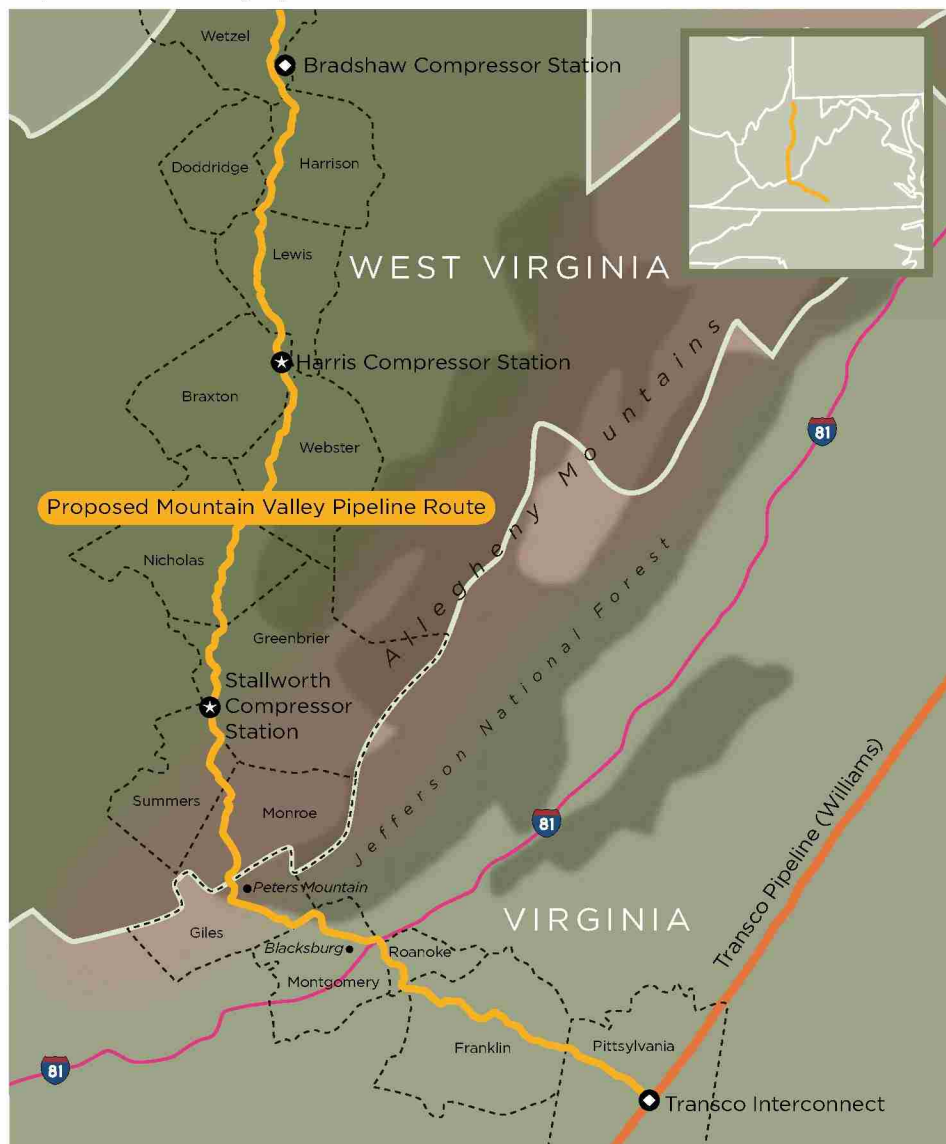 Wetzel
Bradshaw Compressor Station
Doddridge
Harrison
Lewis
WEST VIRGINIA
Harris Compressor Station
Braxton
Webster
Allegheny Mountains
81
Proposed Mountain Valley Pipeline Route
Jefferson National Forest
Nicholas
Greenbrier
Stallworth
Compressor
Station
Summers
Monroe
81
Transco Pipeline (Williams)
Peters Mountain
VIRGINIA
Giles
Blacksburg
Roanoke
Montgomery
Franklin
Pittsylvania
81
Transco Interconnect